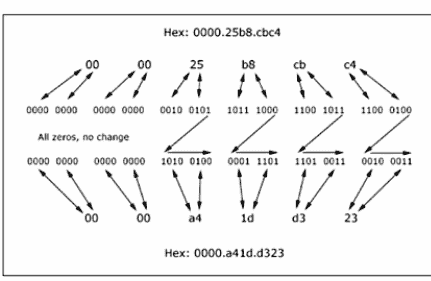 Hex: 0000.25b8.cbc4
00 00 25 b8 cb c4
0000 0000 0000 0000 0010 0101 1011 1000 1100 1011 1100 0100
All zeros, no change
0000 0000 0000 0000 1010 0100 0001 1101 1101 0011 0010 0011
00 00 a4 1d d3 23
Hex: 0000.a41d.d323